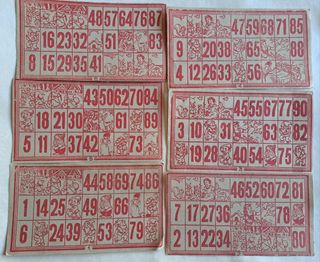 48 57 64 76 87
16 23 32 51 83
8 15 29 35 41
47 59 68 71 85
9 20 38 65
4 12 26 33 56 88
43 50 62 70 84
18 21 30 61 89
5 11 37 42 73
45 55 67 77 90
3 10 31 63 82
19 28 40 54 75
44 58 69 74 86
1 14 25 49 66
6 24 39 53 79
46 52 60 72 81
7 17 27 36 78
2 13 22 34 80